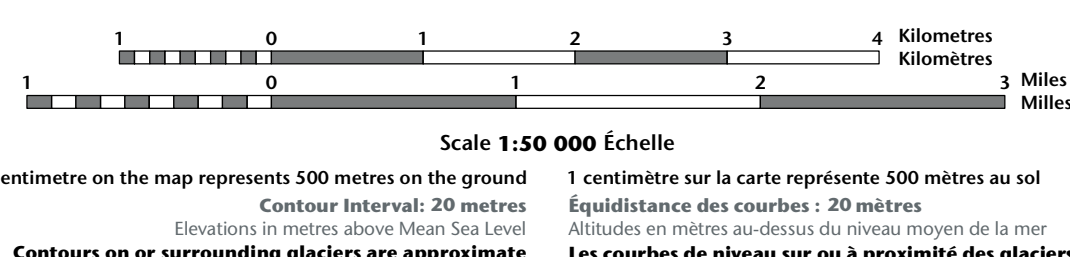 1 0 1 2 3 4 Kilometres
Kilomètres
1 0 1 2 3 Miles
Milles
Scale 1:50 000 Échelle
entimetre on the map represents 500 metres on the ground
Contour Interval: 20 metres
Elevations in metres above Mean Sea Level
Contours on or surrounding glaciers are approximate
1 centimètre sur la carte représente 500 mètres au sol
Équidistance des courbes : 20 mètres
Altitudes en mètres au-dessus du niveau moyen de la mer
Les courbes de niveau sur ou à proximité des glaciers